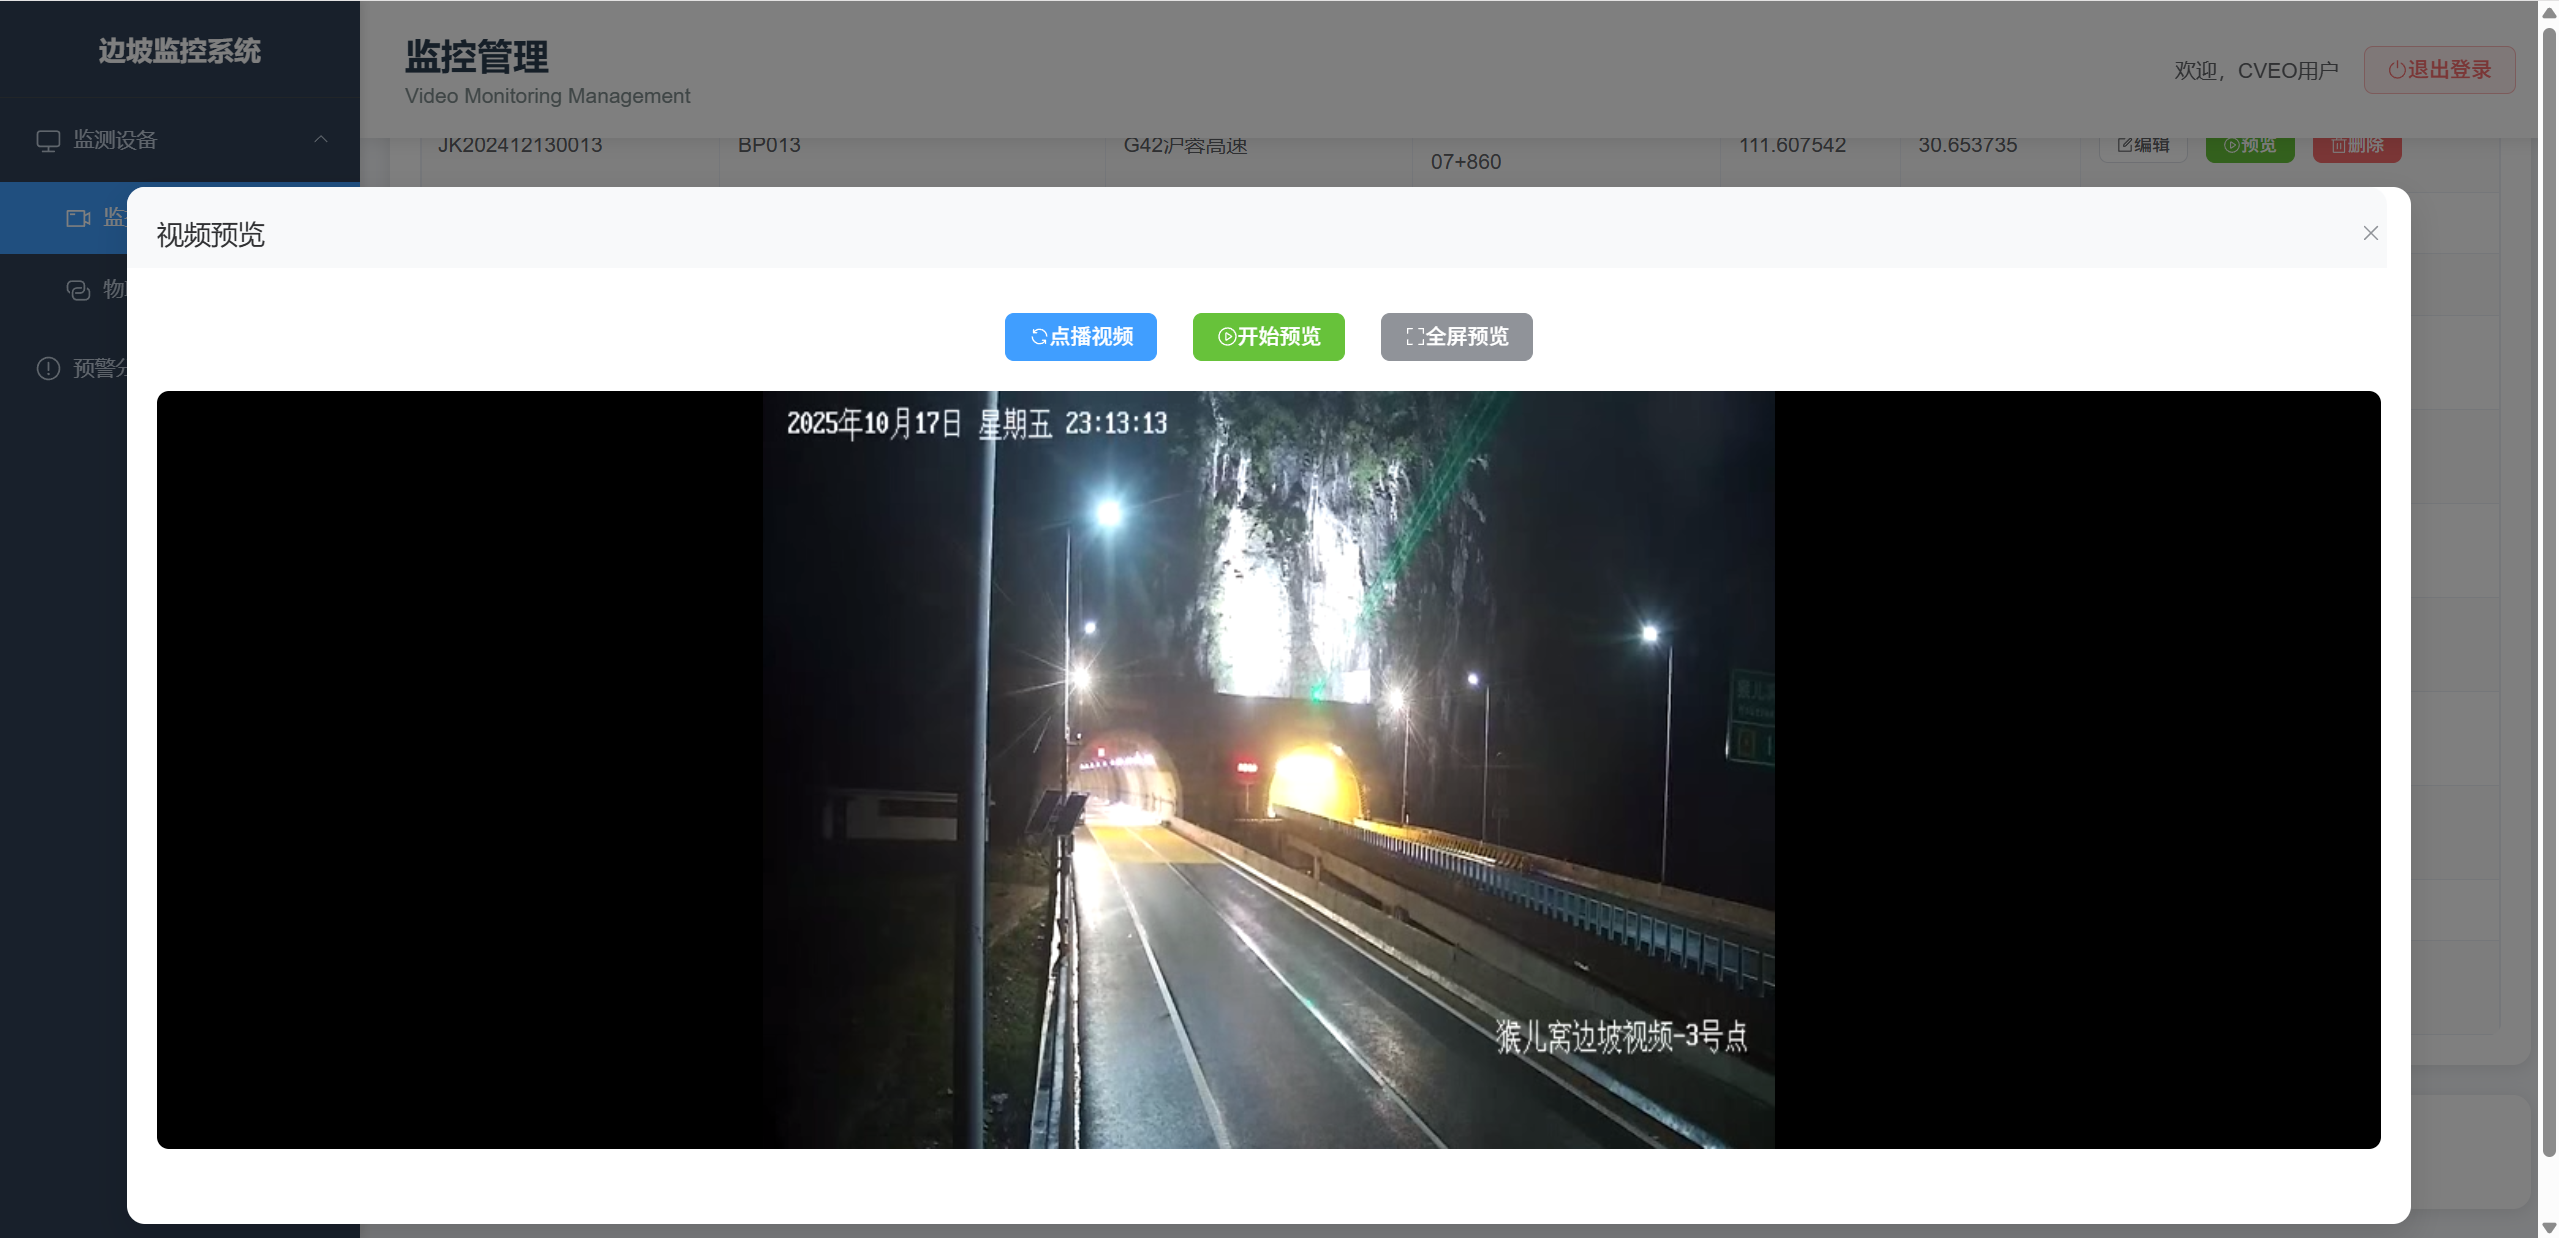 边坡监控系统
监控管理
Video Monitoring Management
欢迎，CVEO用户
退出登录
监测设备
JK202412130013 BP013 G42沪蓉高速 07+860 111.607542 30.653735 编辑 预览 删除
监
视频预览
物
预警分
点播视频 开始预览 全屏预览
2025年10月17日 星期五 23:13:13
猴儿窝边坡视频-3号点